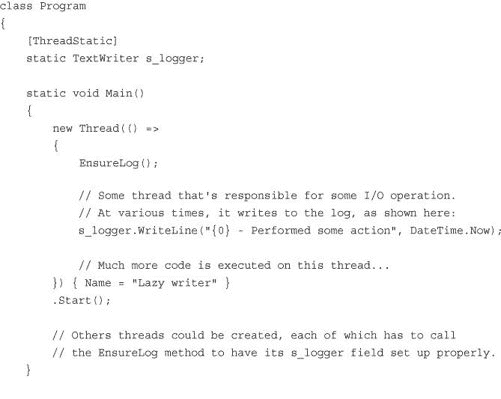 class Program
{
[ThreadStatic]
static TextWriter s_logger;
static void Main()
{
new Thread(() =>
{
EnsureLog();
// Some thread that's responsible for some I/O operation.
// At various times, it writes to the log, as shown here:
s_logger.WriteLine("{0} - Performed some action", DateTime.Now);
// Much more code is executed on this thread...
}) { Name = "Lazy writer" }
.Start();
// Others threads could be created, each of which has to call
// the EnsureLog method to have its s_logger field set up properly.
}